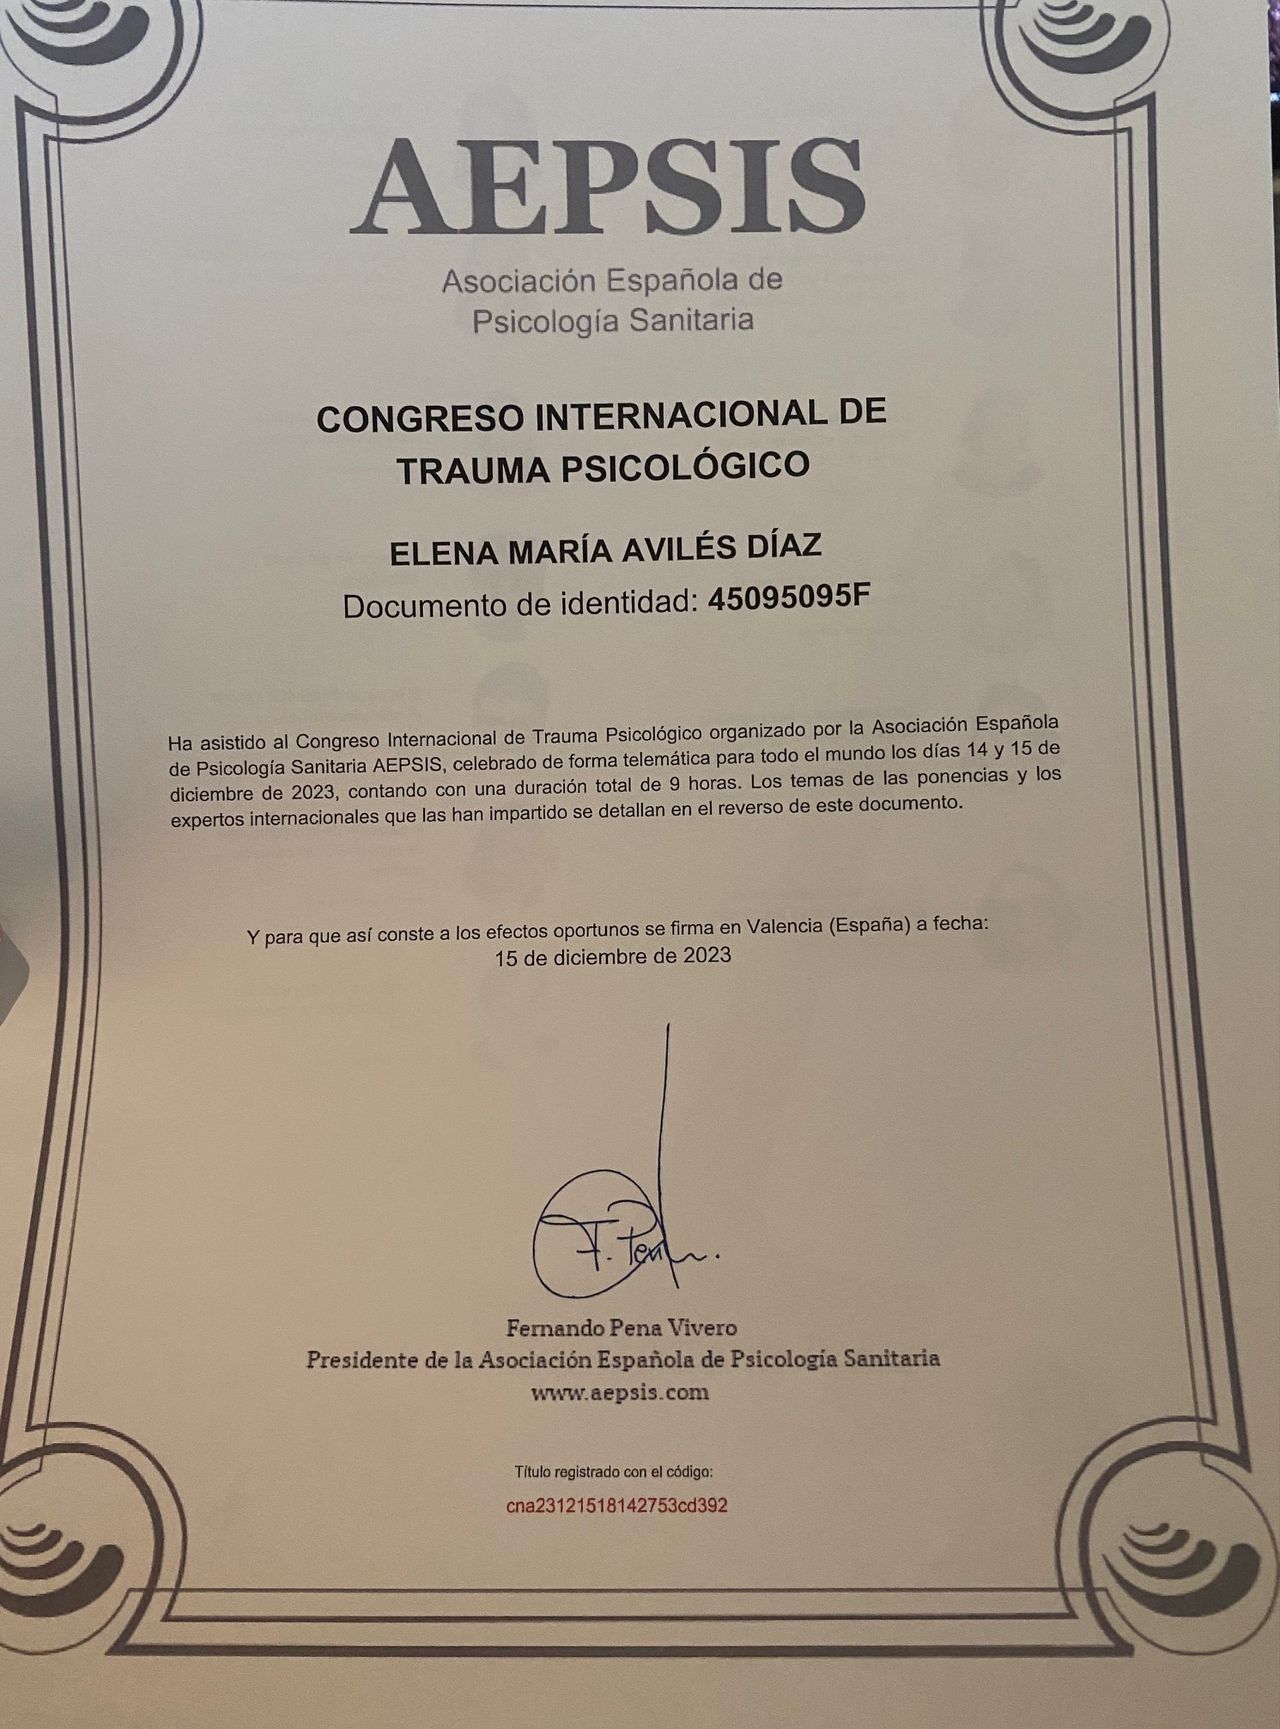 AEPSIS
Asociación Española de
Psicología Sanitaria
CONGRESO INTERNACIONAL DE
TRAUMA PSICOLÓGICO
ELENA MARÍA AVILÉS DÍAZ
Documento de identidad: 45095095F
Ha asistido al Congreso Internacional de Trauma Psicológico organizado por la Asociación Española
de Psicología Sanitaria AEPSIS, celebrado de forma telemática para todo el mundo los días 14 y 15 de
diciembre de 2023, contando con una duración total de 9 horas. Los temas de las ponencias y los
expertos internacionales que las han impartido se detallan en el reverso de este documento.
Y para que así conste a los efectos oportunos se firma en Valencia (España) a fecha:
15 de diciembre de 2023
F. Pena
Fernando Pena Vivero
Presidente de la Asociación Española de Psicología Sanitaria
www.aepsis.com
Título registrado con el código:
cna23121518142753cd392